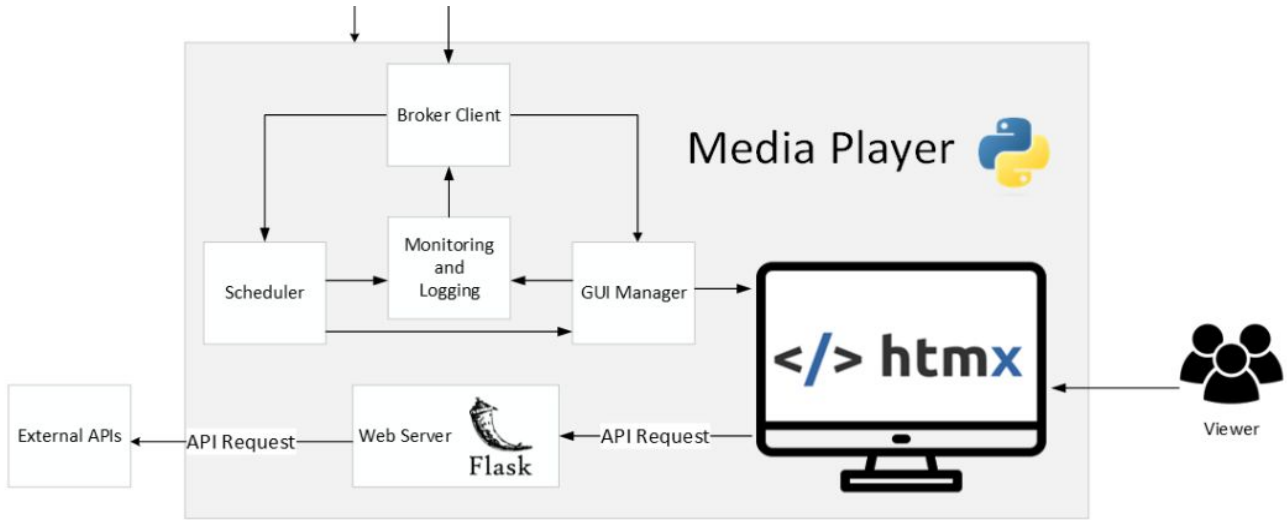 Broker Client
Media Player
Monitoring
and
Logging
Scheduler
GUI Manager
</> htmx
Viewer
External APIs
API Request
Web Server
Flask
API Request